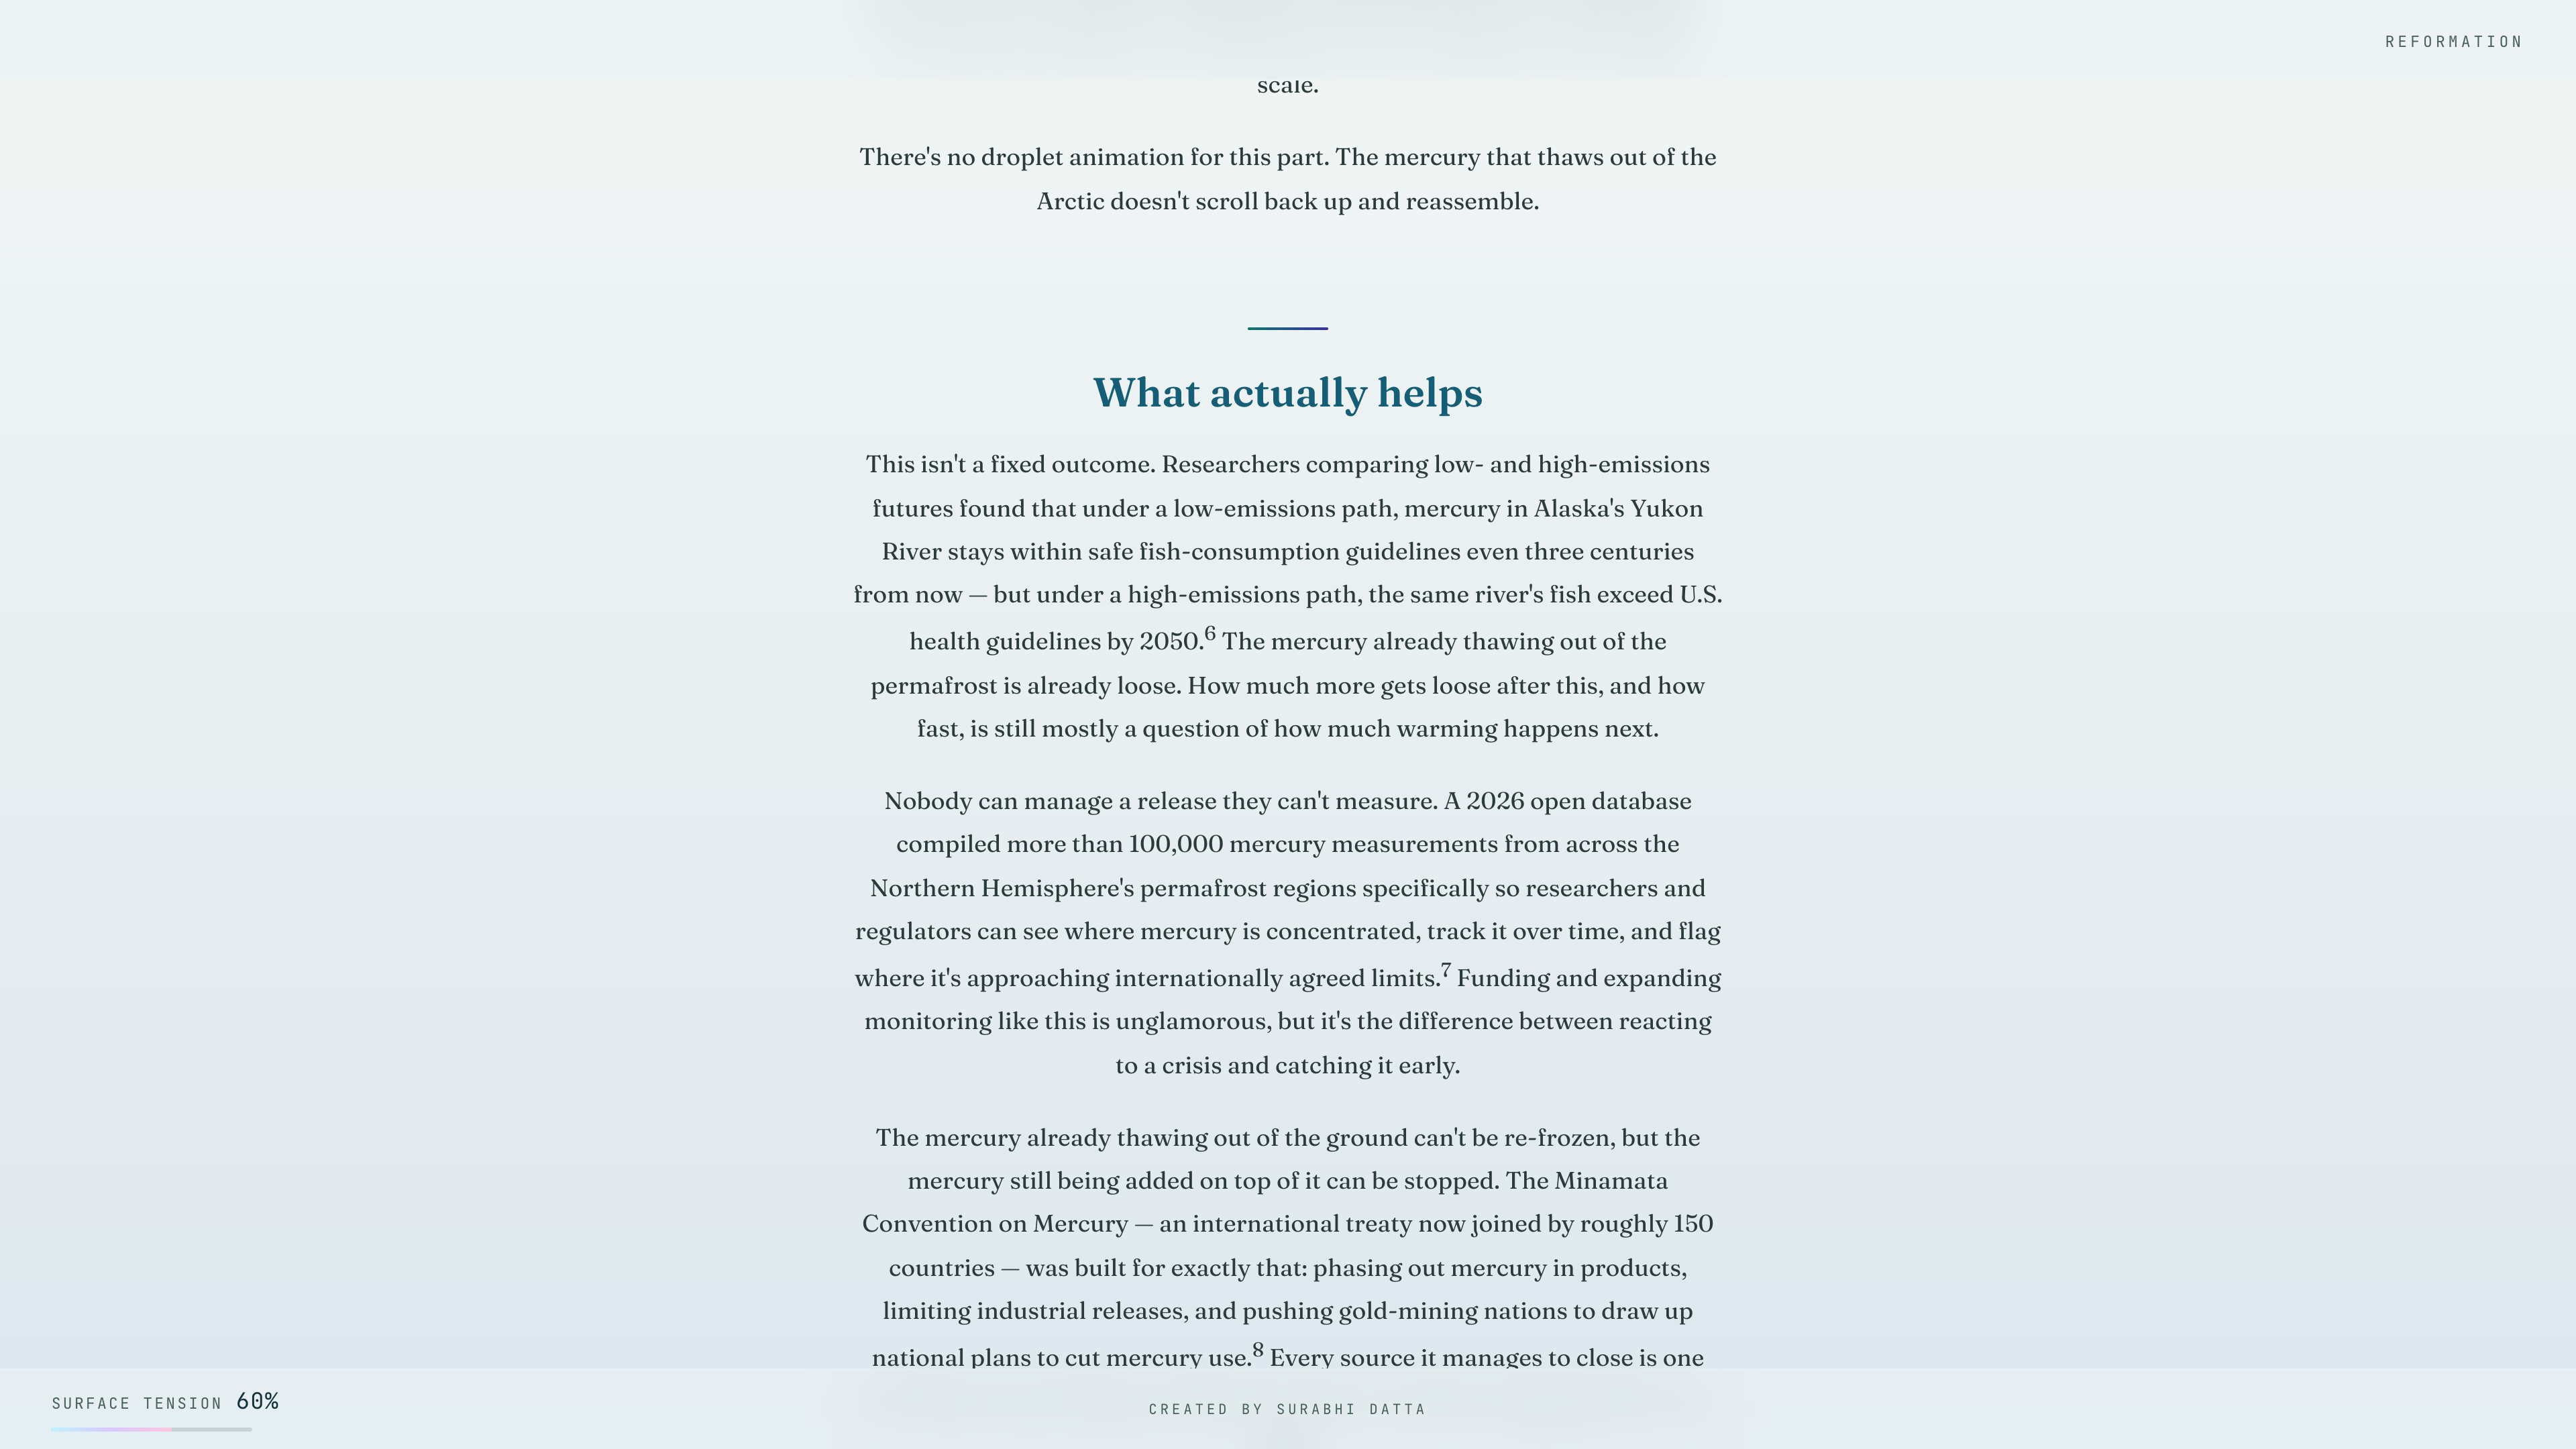 REFORMATION
scale.
There's no droplet animation for this part. The mercury that thaws out of the
Arctic doesn't scroll back up and reassemble.
What actually helps
This isn't a fixed outcome. Researchers comparing low- and high-emissions
futures found that under a low-emissions path, mercury in Alaska's Yukon
River stays within safe fish-consumption guidelines even three centuries
from now — but under a high-emissions path, the same river's fish exceed U.S.
health guidelines by 2050.6 The mercury already thawing out of the
permafrost is already loose. How much more gets loose after this, and how
fast, is still mostly a question of how much warming happens next.
Nobody can manage a release they can't measure. A 2026 open database
compiled more than 100,000 mercury measurements from across the
Northern Hemisphere's permafrost regions specifically so researchers and
regulators can see where mercury is concentrated, track it over time, and flag
where it's approaching internationally agreed limits.7 Funding and expanding
monitoring like this is unglamorous, but it's the difference between reacting
to a crisis and catching it early.
The mercury already thawing out of the ground can't be re-frozen, but the
mercury still being added on top of it can be stopped. The Minamata
Convention on Mercury — an international treaty now joined by roughly 150
countries — was built for exactly that: phasing out mercury in products,
limiting industrial releases, and pushing gold-mining nations to draw up
national plans to cut mercury use.8 Every source it manages to close is one
SURFACE TENSION 60%
CREATED BY SURABHI DATTA